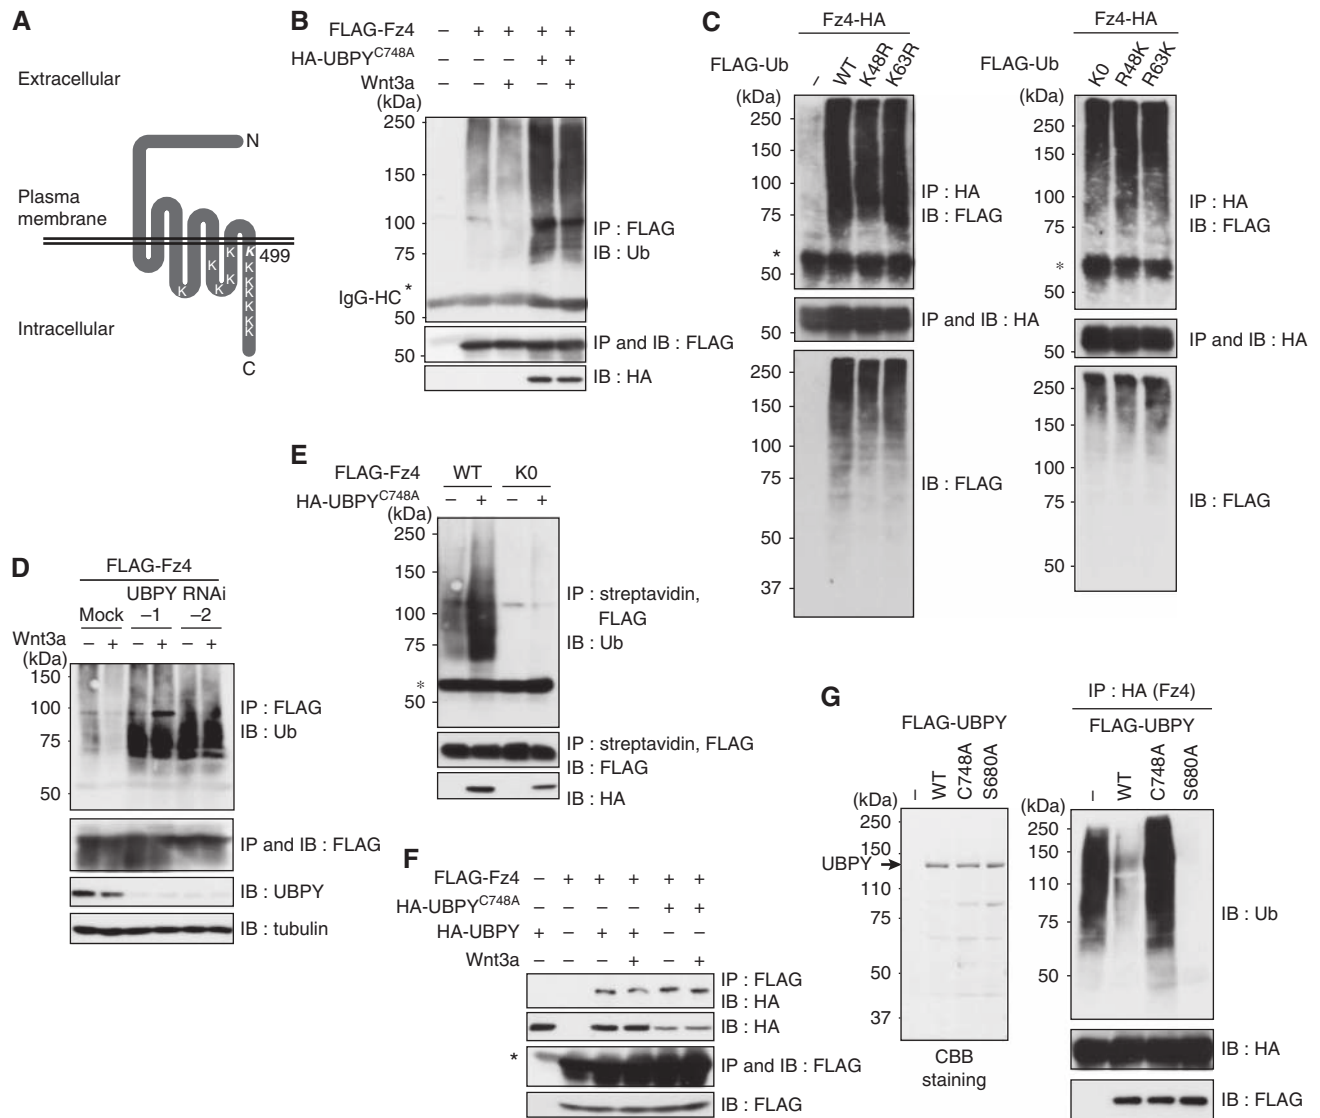 A
Extracellular
N
Plasma
membrane
K
K
499
K
K
K
K
K
K
K
K
K
Intracellular
C
B
FLAG-Fz4 – + + + +
HA-UBPY^C748A – – – + +
Wnt3a – – + – +
(kDa)
250
150
100
75
IgG-HC *
50
IP : FLAG
IB : Ub
50
IP and IB : FLAG
IB : HA
C
Fz4-HA
FLAG-Ub – WT K48R K63R
(kDa)
250
150
100
75
*
50
IP : HA
IB : FLAG
50
IP and IB : HA
250
150
100
75
50
37
IB : FLAG
Fz4-HA
FLAG-Ub K0 R48K R63K
(kDa)
250
150
100
75
*
50
IP : HA
IB : FLAG
50
IP and IB : HA
250
150
100
75
50
IB : FLAG
D
FLAG-Fz4
UBPY RNAi
Mock –1 –2
Wnt3a – + – + – +
(kDa)
150
100
75
50
IP : FLAG
IB : Ub
IP and IB : FLAG
IB : UBPY
IB : tubulin
E
FLAG-Fz4 WT K0
HA-UBPY^C748A – + – +
(kDa)
250
150
100
75
*
50
IP : streptavidin,
FLAG
IB : Ub
IP : streptavidin, FLAG
IB : FLAG
IB : HA
F
FLAG-Fz4 – + + + + +
HA-UBPY^C748A – – – – + +
HA-UBPY + – + + – –
Wnt3a – – – + – +
IP : FLAG
IB : HA
IB : HA
*
IP and IB : FLAG
IB : FLAG
G
FLAG-UBPY
– WT C748A S680A
(kDa)
250
150
UBPY
110
75
50
37
CBB
staining
IP : HA (Fz4)
FLAG-UBPY
– WT C748A S680A
(kDa)
250
150
110
75
50
IB : Ub
IB : HA
IB : FLAG